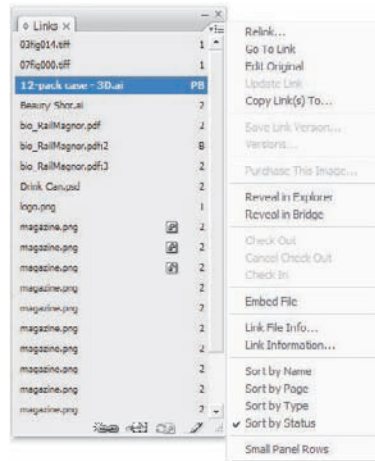 Links ×
03fig014.tiff 1
07fig000.tiff 1
12-pack case - 3D.ai PB
Beauty Shot.ai 2
bio_RailMagnor.pdf 2
bio_RailMagnor.pdf:2 B
bio_RailMagnor.pdf:3 2
Drink Can.psd 2
logo.png 1
magazine.png 2
magazine.png 2
magazine.png 2
magazine.png 2
magazine.png 2
magazine.png 2
magazine.png 2
magazine.png 2
magazine.png 2
Relink...
Go To Link
Edit Original
Update Link
Copy Link(s) To...
Save Link Version...
Versions...
Purchase This Image...
Reveal in Explorer
Reveal in Bridge
Check Out
Cancel Check Out
Check In
Embed File
Link File Info...
Link Information...
Sort by Name
Sort by Page
Sort by Type
Sort by Status
Small Panel Rows